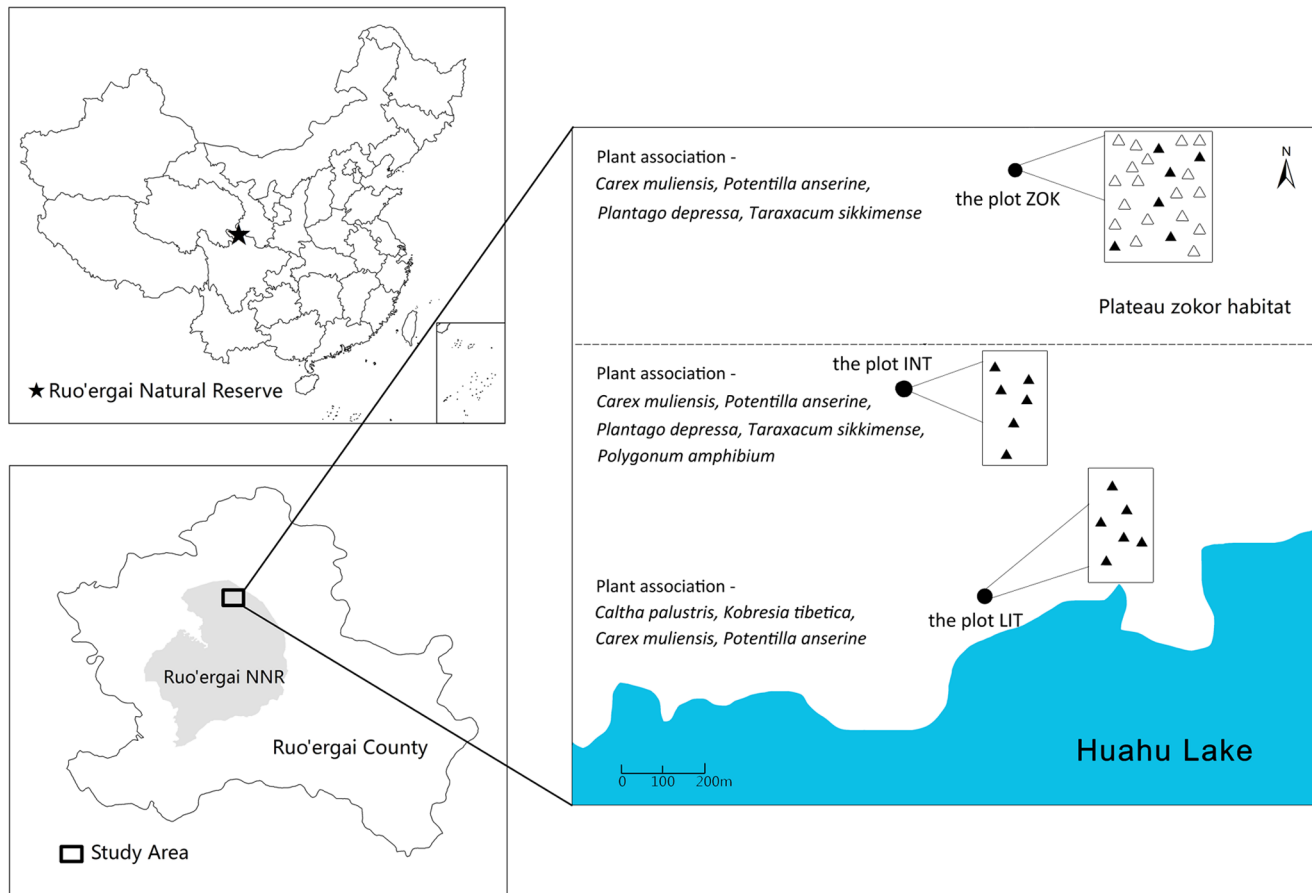 ★ Ruo'ergai Natural Reserve
Ruo'ergai NNR
Ruo'ergai County
Study Area
Plant association -
Carex muliensis, Potentilla anserine,
Plantago depressa, Taraxacum sikkimense
the plot ZOK
N
Plateau zokor habitat
Plant association -
Carex muliensis, Potentilla anserine,
Plantago depressa, Taraxacum sikkimense,
Polygonum amphibium
the plot INT
Plant association -
Caltha palustris, Kobresia tibetica,
Carex muliensis, Potentilla anserine
the plot LIT
Huahu Lake
0 100 200m